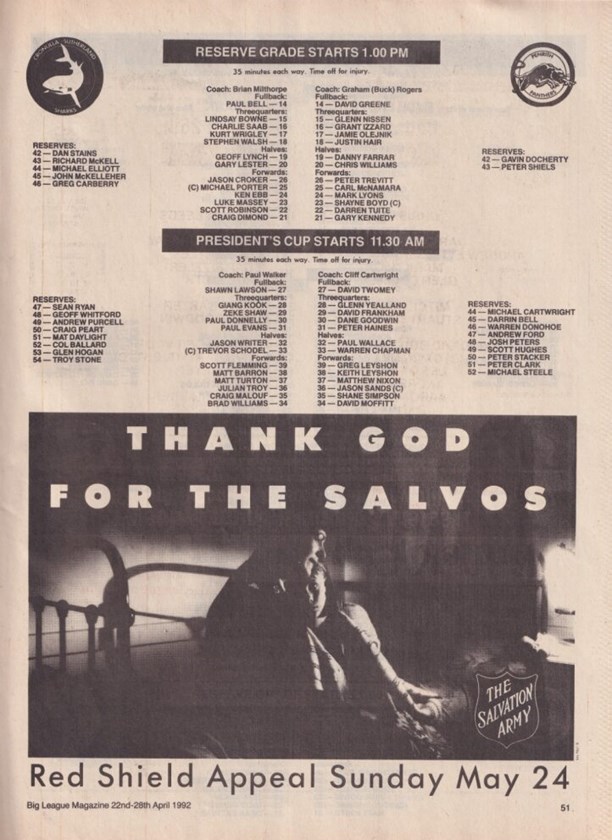 CRONULLA SUTHERLAND
SHARKS
PENRITH
PANTHERS
RESERVE GRADE STARTS 1.00 PM
35 minutes each way. Time off for injury.
Coach: Brian Millthorpe
Fullback:
PAUL BELL — 14
Threequarters:
LINDSAY BOWNE — 15
CHARLIE SAAB — 16
KURT WRIGLEY — 17
STEPHEN WALSH — 18
Halves:
GEOFF LYNCH — 19
GARY LESTER — 20
Forwards:
JASON CROKER — 26
(C) MICHAEL PORTER — 25
KEN EBB — 24
LUKE MASSEY — 23
SCOTT ROBINSON — 22
CRAIG DIMOND — 21
Coach: Graham (Buck) Rogers
Fullback:
14 — DAVID GREENE
Threequarters:
15 — GLENN NISSEN
16 — GRANT IZZARD
17 — JAMIE OLEJNIK
18 — JUSTIN HAIR
Halves:
19 — DANNY FARRAR
20 — CHRIS WILLIAMS
Forwards:
26 — PETER TREVITT
25 — CARL McNAMARA
24 — MARK LYONS
23 — SHAYNE BOYD (C)
22 — DARREN TUITE
21 — GARY KENNEDY
RESERVES:
42 — DAN STAINS
43 — RICHARD McKELL
44 — MICHAEL ELLIOTT
45 — JOHN McKELLEHER
46 — GREG CARBERRY
RESERVES:
42 — GAVIN DOCHERTY
43 — PETER SHIELS
PRESIDENT'S CUP STARTS 11.30 AM
35 minutes each way. Time off for injury.
Coach: Paul Walker
Fullback:
SHAWN LAWSON — 27
Threequarters:
GIANG KOOK — 28
ZEKE SHAW — 29
PAUL DONNELLY — 30
PAUL EVANS — 31
Halves:
JASON WRITER — 32
(C) TREVOR SCHODEL — 33
Forwards:
SCOTT FLEMMING — 39
MATT BARRON — 38
MATT TURTON — 37
JULIAN TROY — 36
CRAIG MALOUF — 35
BRAD WILLIAMS — 34
Coach: Cliff Cartwright
Fullback:
27 — DAVID TWOMEY
Threequarters:
28 — GLENN YEALLAND
29 — DAVID FRANKHAM
30 — DANE GOODWIN
31 — PETER HAINES
Halves:
32 — PAUL WALLACE
33 — WARREN CHAPMAN
Forwards:
39 — GREG LEYSHON
38 — KEITH LEYSHON
37 — MATTHEW NIXON
36 — JASON SANDS (C)
35 — SHANE SIMPSON
34 — DAVID MOFFITT
RESERVES:
47 — SEAN RYAN
48 — GEOFF WHITFORD
49 — ANDREW PURCELL
50 — CRAIG PEART
51 — MAT DAYLIGHT
52 — COL BALLARD
53 — GLEN HOGAN
54 — TROY STONE
RESERVES:
44 — MICHAEL CARTWRIGHT
45 — DARRIN BELL
46 — WARREN DONOHOE
47 — ANDREW FORD
48 — JOSH PETERS
49 — SCOTT HUGHES
50 — PETER STACKER
51 — PETER CLARK
52 — MICHAEL STEELE
THANK GOD
FOR THE SALVOS
THE
SALVATION
ARMY
Red Shield Appeal Sunday May 24
Big League Magazine 22nd-28th April 1992
51